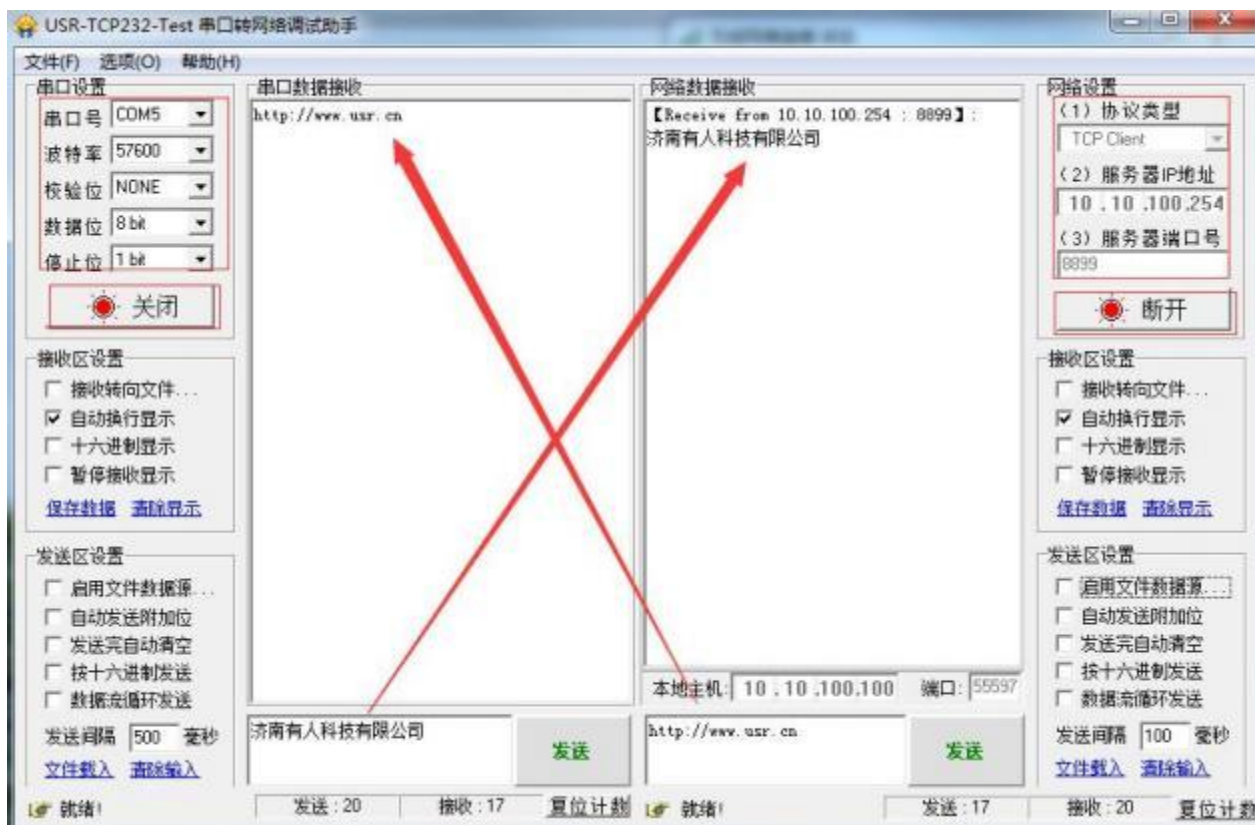 USR-TCP232-Test 串口转网络调试助手
文件(F) 选项(O) 帮助(H)
串口设置
串口号 COM5
波特率 57600
校验位 NONE
数据位 8 bit
停止位 1 bit
关闭
接收区设置
接收转向文件...
自动换行显示
十六进制显示
暂停接收显示
保存数据 清除显示
发送区设置
启用文件数据源...
自动发送附加位
发送完自动清空
按十六进制发送
数据流循环发送
发送间隔 500 毫秒
文件载入 清除输入
串口数据接收
http://www.usr.cn
济南有人科技有限公司
发送
网络数据接收
【Receive from 10.10.100.254 : 8899】:
济南有人科技有限公司
本地主机: 10 .10 .100.100 端口: 55597
http://www.usr.cn
发送
网络设置
(1) 协议类型
TCP Client
(2) 服务器IP地址
10 .10 .100.254
(3) 服务器端口号
8899
断开
接收区设置
接收转向文件...
自动换行显示
十六进制显示
暂停接收显示
保存数据 清除显示
发送区设置
启用文件数据源...
自动发送附加位
发送完自动清空
按十六进制发送
数据流循环发送
发送间隔 100 毫秒
文件载入 清除输入
就绪! 发送:20 接收:17 复位计数
就绪! 发送:17 接收:20 复位计数